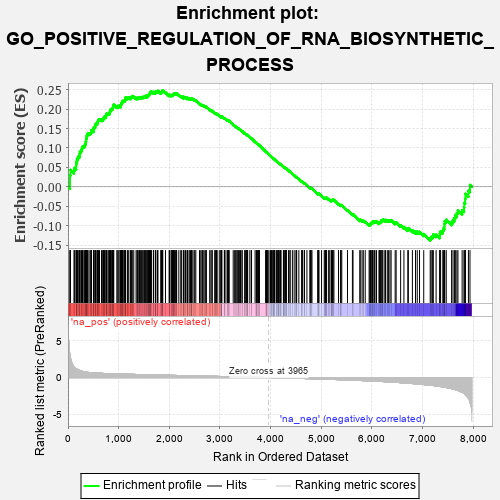 Enrichment plot:
GO_POSITIVE_REGULATION_OF_RNA_BIOSYNTHETIC_
PROCESS
Enrichment score (ES)
0.25
0.20
0.15
0.10
0.05
0.00
-0.05
-0.10
-0.15
Ranked list metric (PreRanked)
'na_pos' (positively correlated)
5
Zero cross at 3965
0
'na_neg' (negatively correlated)
-5
0
1,000
2,000
3,000
4,000
5,000
6,000
7,000
8,000
Rank in Ordered Dataset
Enrichment profile
Hits
Ranking metric scores